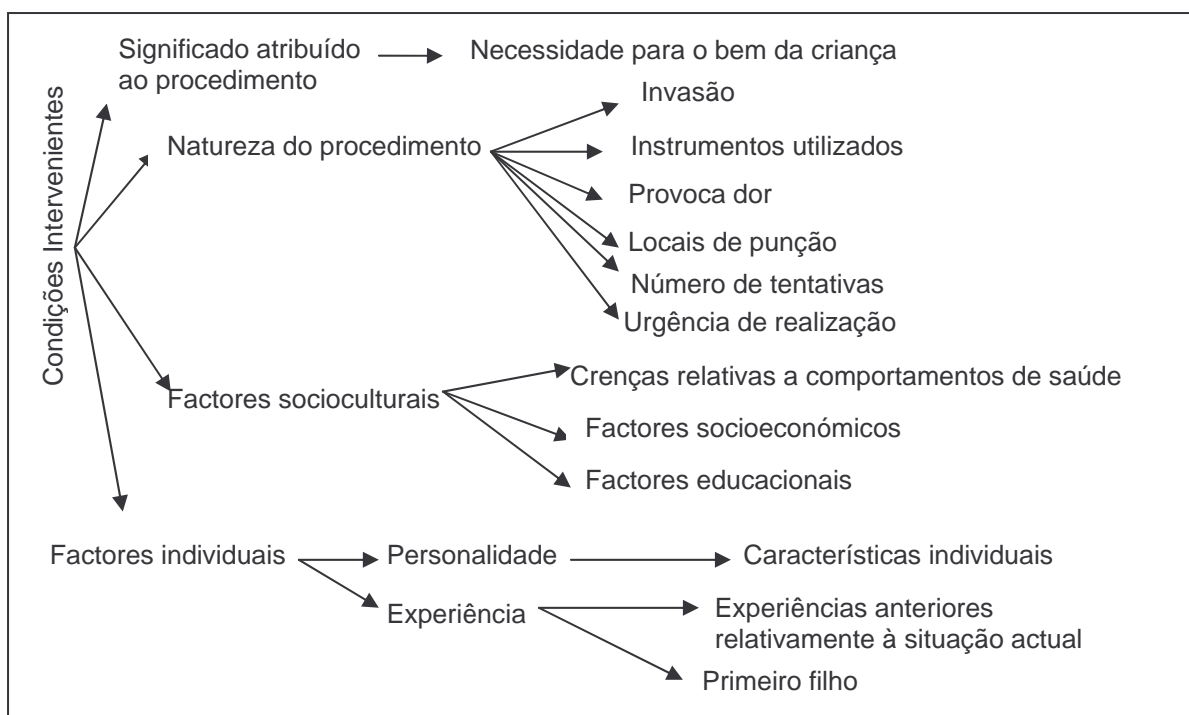 Condições Intervenientes
Significado atribuído
ao procedimento
Necessidade para o bem da criança
Natureza do procedimento
Invasão
Instrumentos utilizados
Provoca dor
Locais de punção
Número de tentativas
Urgência de realização
Factores socioculturais
Crenças relativas a comportamentos de saúde
Factores socioeconómicos
Factores educacionais
Factores individuais
Personalidade
Características individuais
Experiência
Experiências anteriores
relativamente à situação actual
Primeiro filho